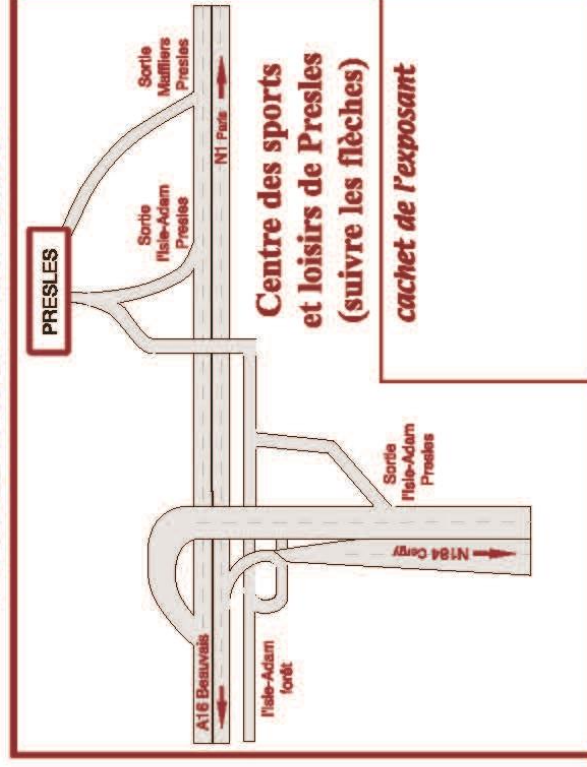 PRESLES
Sortie
Maffliers
Presles
Sortie
l'Isle-Adam
Presles
N1 Paris
A16 Beauvais
l'Isle-Adam
forêt
Sortie
l'Isle-Adam
Presles
N184 Cergy
Centre des sports
et loisirs de Presles
(suivre les flèches)
cachet de l'exposant